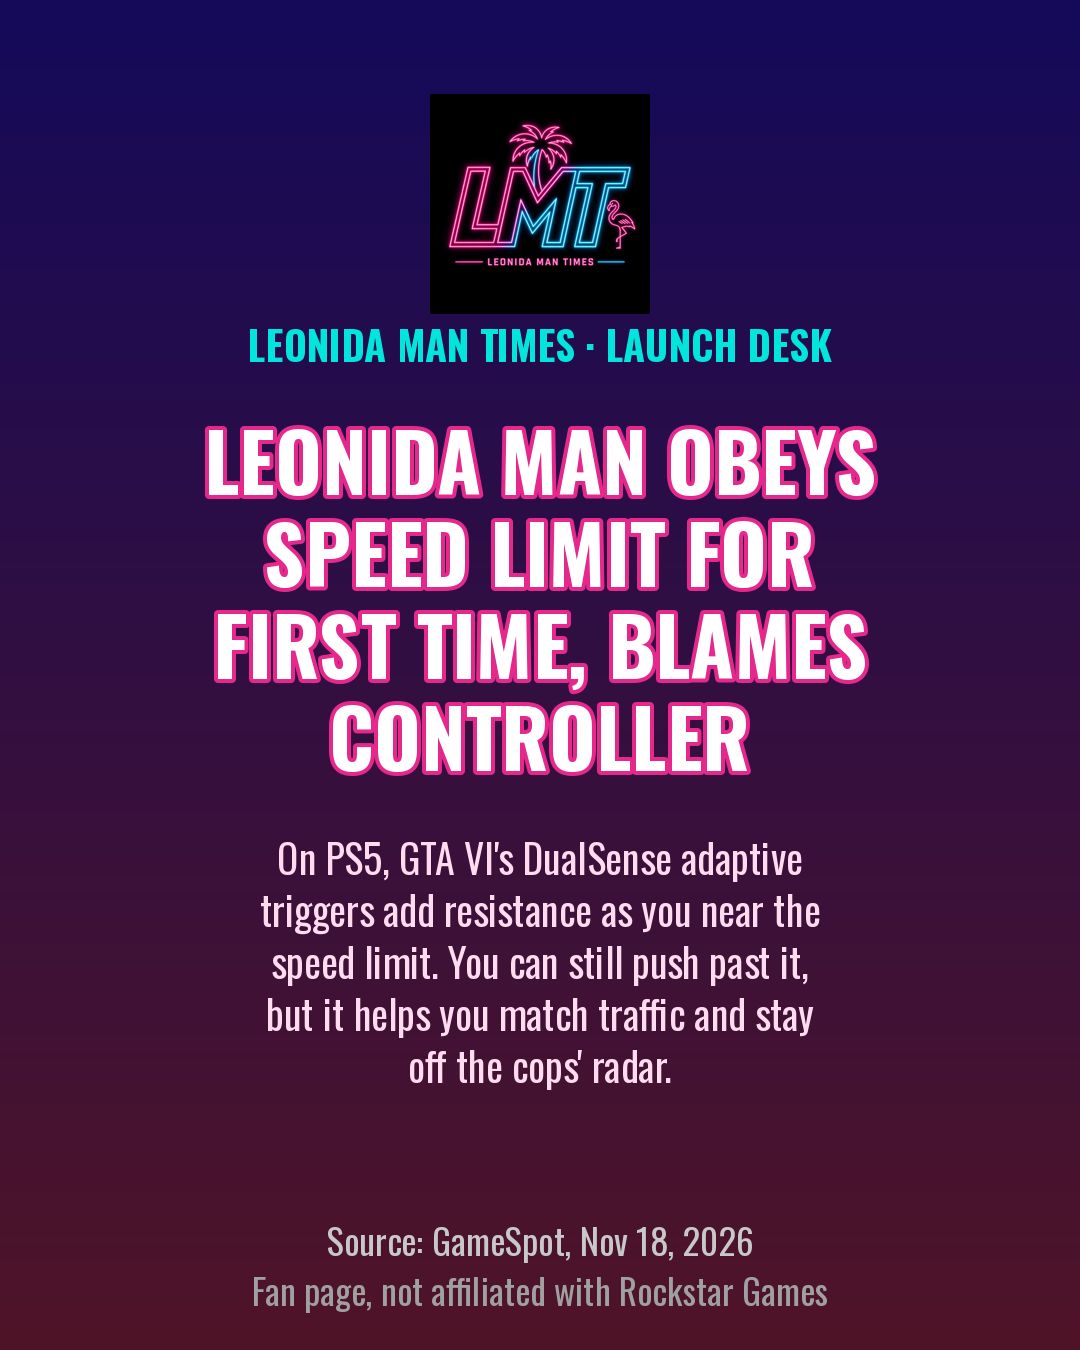 LMT
LEONIDA MAN TIMES
LEONIDA MAN TIMES · LAUNCH DESK
LEONIDA MAN OBEYS
SPEED LIMIT FOR
FIRST TIME, BLAMES
CONTROLLER
On PS5, GTA VI's DualSense adaptive
triggers add resistance as you near the
speed limit. You can still push past it,
but it helps you match traffic and stay
off the cops' radar.
Source: GameSpot, Nov 18, 2026
Fan page, not affiliated with Rockstar Games